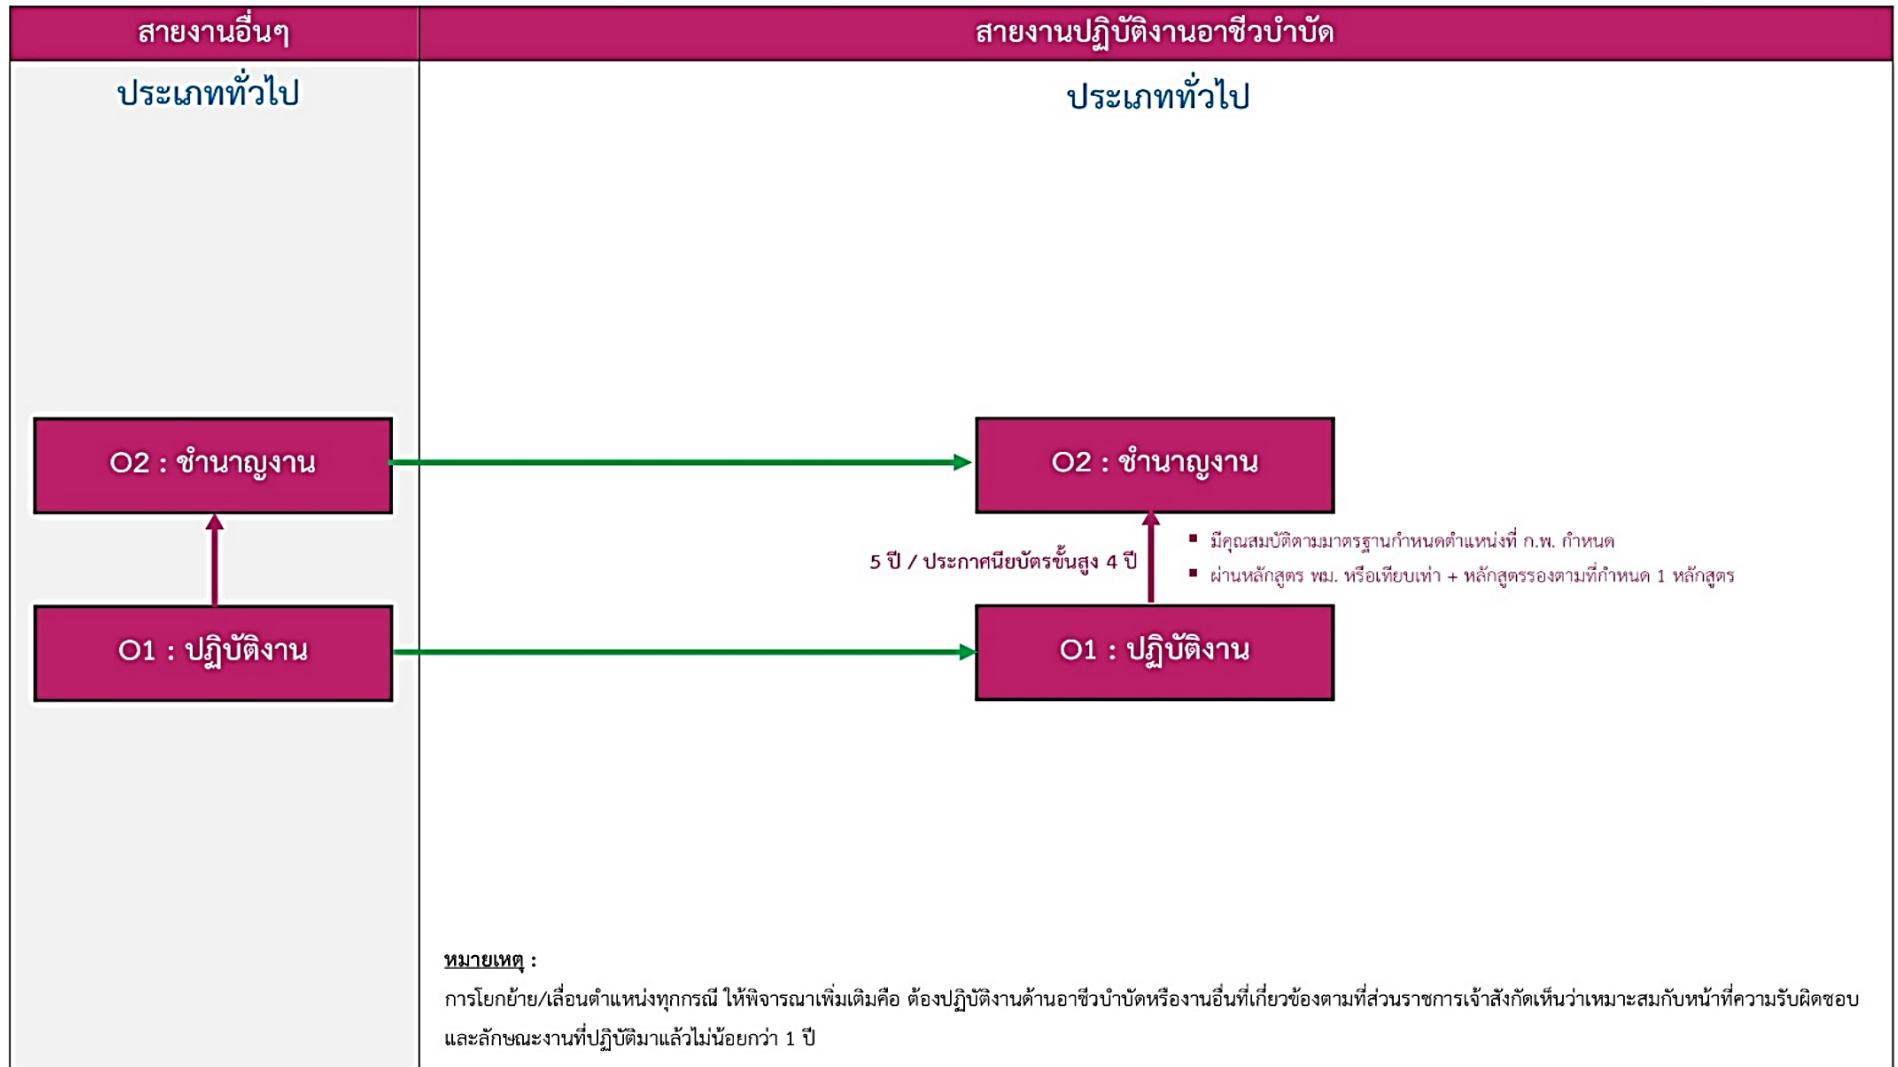 สายงานอื่นๆ
สายงานปฏิบัติงานอาชีวบำบัด
ประเภททั่วไป
ประเภททั่วไป
O2 : ชำนาญงาน
O2 : ชำนาญงาน
5 ปี / ประกาศนียบัตรขั้นสูง 4 ปี
▪ มีคุณสมบัติตามมาตรฐานกำหนดตำแหน่งที่ ก.พ. กำหนด
▪ ผ่านหลักสูตร พม. หรือเทียบเท่า + หลักสูตรรองตามที่กำหนด 1 หลักสูตร
O1 : ปฏิบัติงาน
O1 : ปฏิบัติงาน
หมายเหตุ :
การโยกย้าย/เลื่อนตำแหน่งทุกกรณี ให้พิจารณาเพิ่มเติมคือ ต้องปฏิบัติงานด้านอาชีวบำบัดหรืองานอื่นที่เกี่ยวข้องตามที่ส่วนราชการเจ้าสังกัดเห็นว่าเหมาะสมกับหน้าที่ความรับผิดชอบ
และลักษณะงานที่ปฏิบัติมาแล้วไม่น้อยกว่า 1 ปี